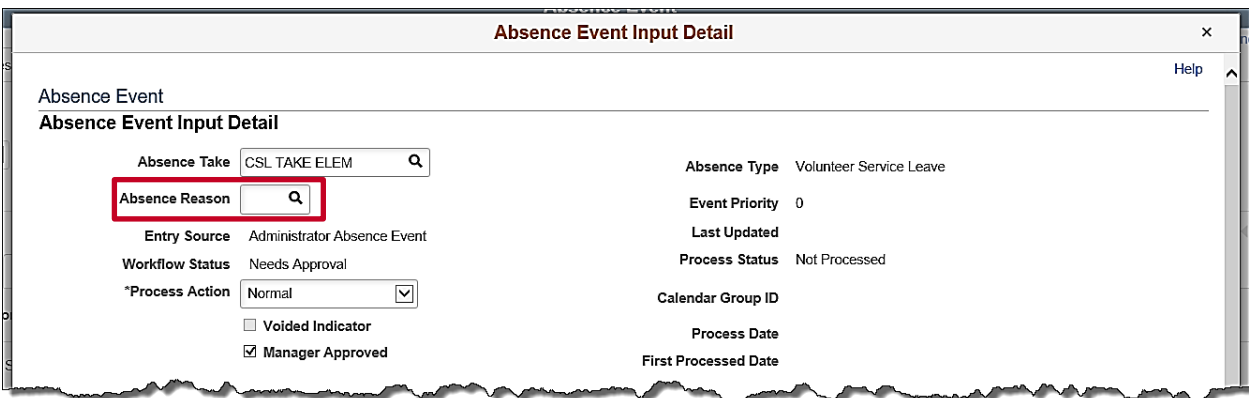 Absence Event
Absence Event Input Detail ×
Help
Absence Event
Absence Event Input Detail
Absence Take CSL TAKE ELEM
Absence Type Volunteer Service Leave
Absence Reason
Event Priority 0
Entry Source Administrator Absence Event
Last Updated
Workflow Status Needs Approval
Process Status Not Processed
*Process Action Normal
Calendar Group ID
Voided Indicator
Process Date
Manager Approved
First Processed Date